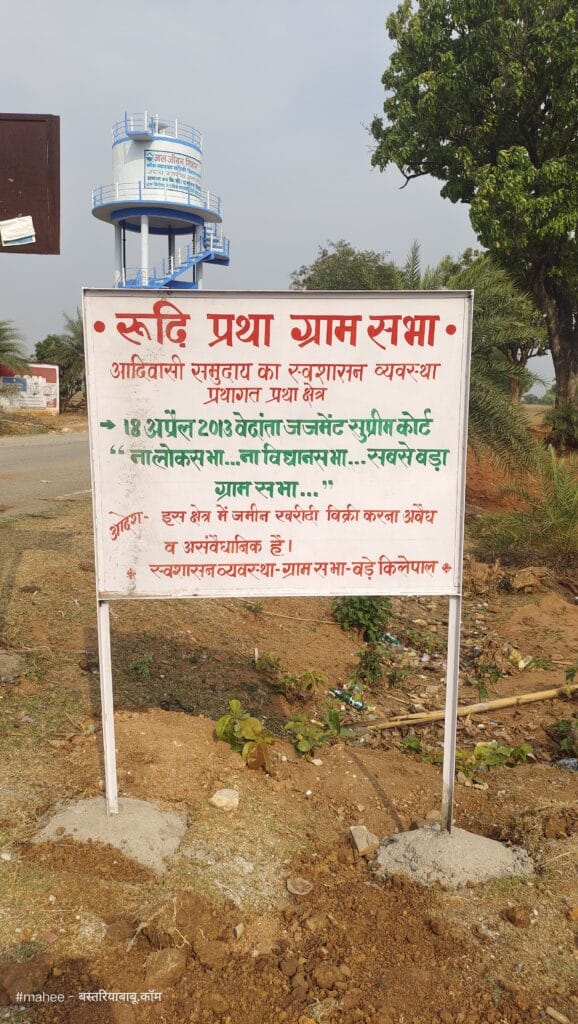 जल जीवन मिशन
• रूढ़ि प्रथा ग्राम सभा •
आदिवासी समुदाय का स्वशासन व्यवस्था
प्रथागत प्रथा क्षेत्र
→ 18 अप्रैल 2013 वेदांता जजमेंट सुप्रीम कोर्ट
“ ना लोकसभा... ना विधानसभा... सबसे बड़ा
ग्राम सभा... ”
आदेश- इस क्षेत्र में जमीन खरीदी बिक्री करना अवैध
व असंवैधानिक है।
* स्वशासन व्यवस्था-ग्राम सभा-बड़े किलेपाल *
#mahee - बस्तरियाबाबू.कॉम